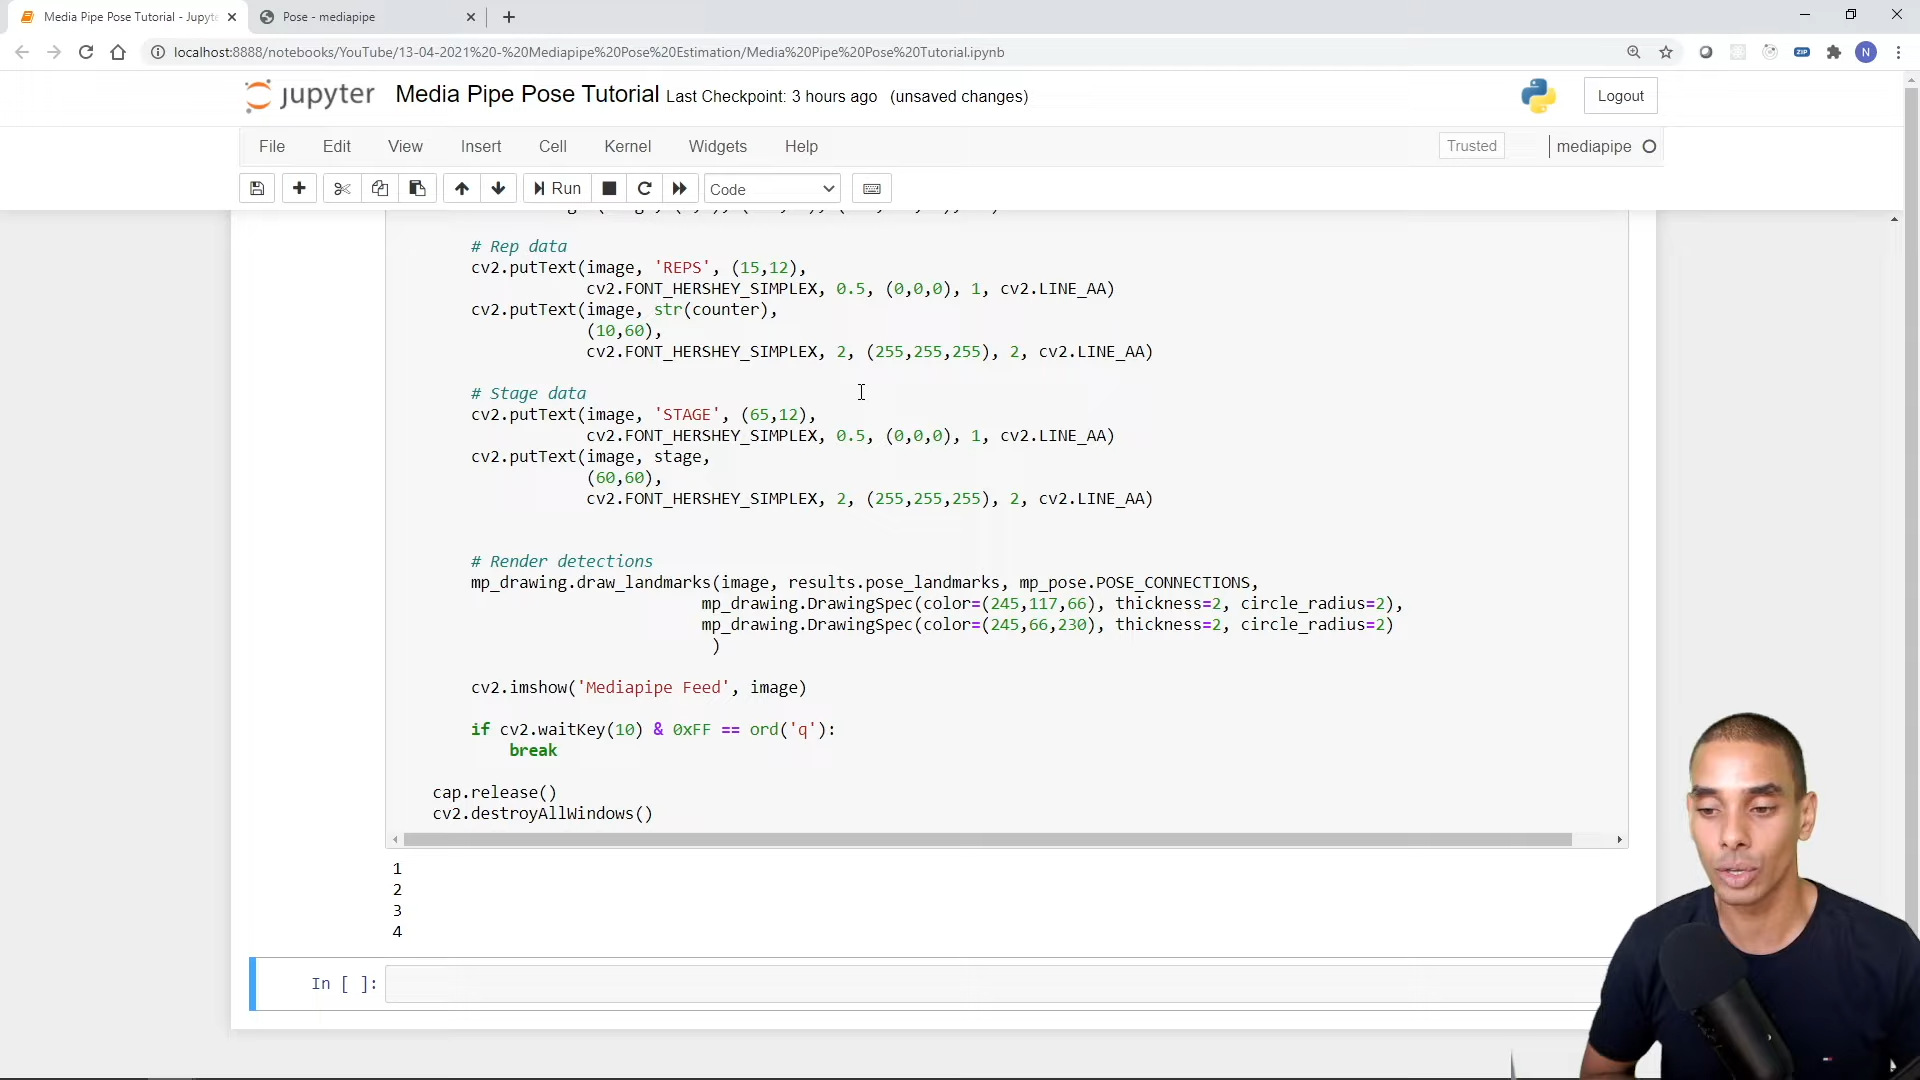 Media Pipe Pose Tutorial - Jupyte
Pose - mediapipe
localhost:8888/notebooks/YouTube/13-04-2021%20-%20Mediapipe%20Pose%20Estimation/Media%20Pipe%20Pose%20Tutorial.ipynb
ZIP
N
jupyter
Media Pipe Pose Tutorial Last Checkpoint: 3 hours ago (unsaved changes)
Logout
File Edit View Insert Cell Kernel Widgets Help
Trusted
mediapipe
Run
Code
# Rep data
cv2.putText(image, 'REPS', (15,12),
cv2.FONT_HERSHEY_SIMPLEX, 0.5, (0,0,0), 1, cv2.LINE_AA)
cv2.putText(image, str(counter),
(10,60),
cv2.FONT_HERSHEY_SIMPLEX, 2, (255,255,255), 2, cv2.LINE_AA)
# Stage data
cv2.putText(image, 'STAGE', (65,12),
cv2.FONT_HERSHEY_SIMPLEX, 0.5, (0,0,0), 1, cv2.LINE_AA)
cv2.putText(image, stage,
(60,60),
cv2.FONT_HERSHEY_SIMPLEX, 2, (255,255,255), 2, cv2.LINE_AA)
# Render detections
mp_drawing.draw_landmarks(image, results.pose_landmarks, mp_pose.POSE_CONNECTIONS,
mp_drawing.DrawingSpec(color=(245,117,66), thickness=2, circle_radius=2),
mp_drawing.DrawingSpec(color=(245,66,230), thickness=2, circle_radius=2)
)
cv2.imshow('Mediapipe Feed', image)
if cv2.waitKey(10) & 0xFF == ord('q'):
break
cap.release()
cv2.destroyAllWindows()
1
2
3
4
In [ ]: